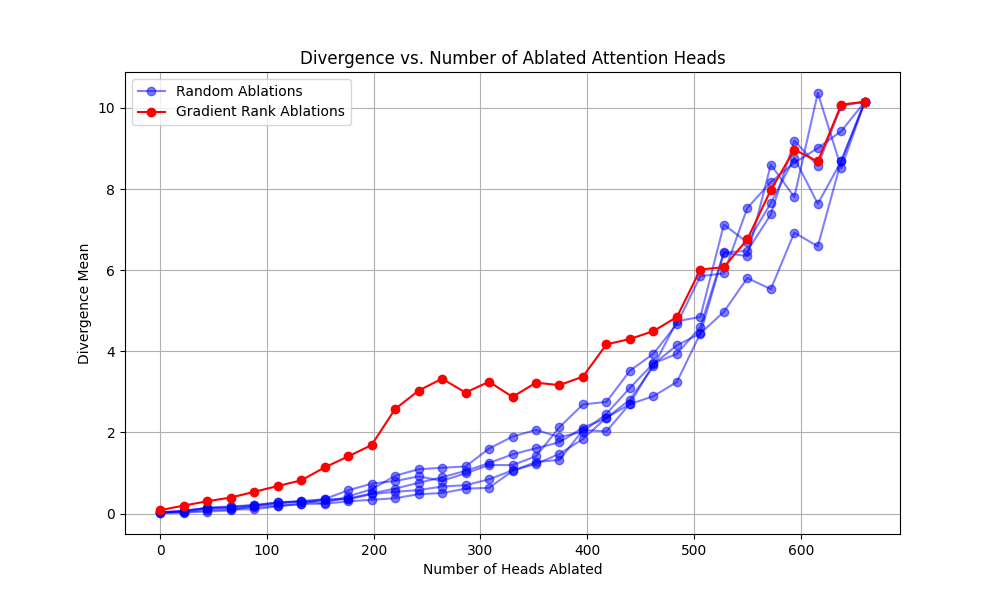 Divergence vs. Number of Ablated Attention Heads
Random Ablations
Gradient Rank Ablations
Divergence Mean
10
8
6
4
2
0
0 100 200 300 400 500 600
Number of Heads Ablated